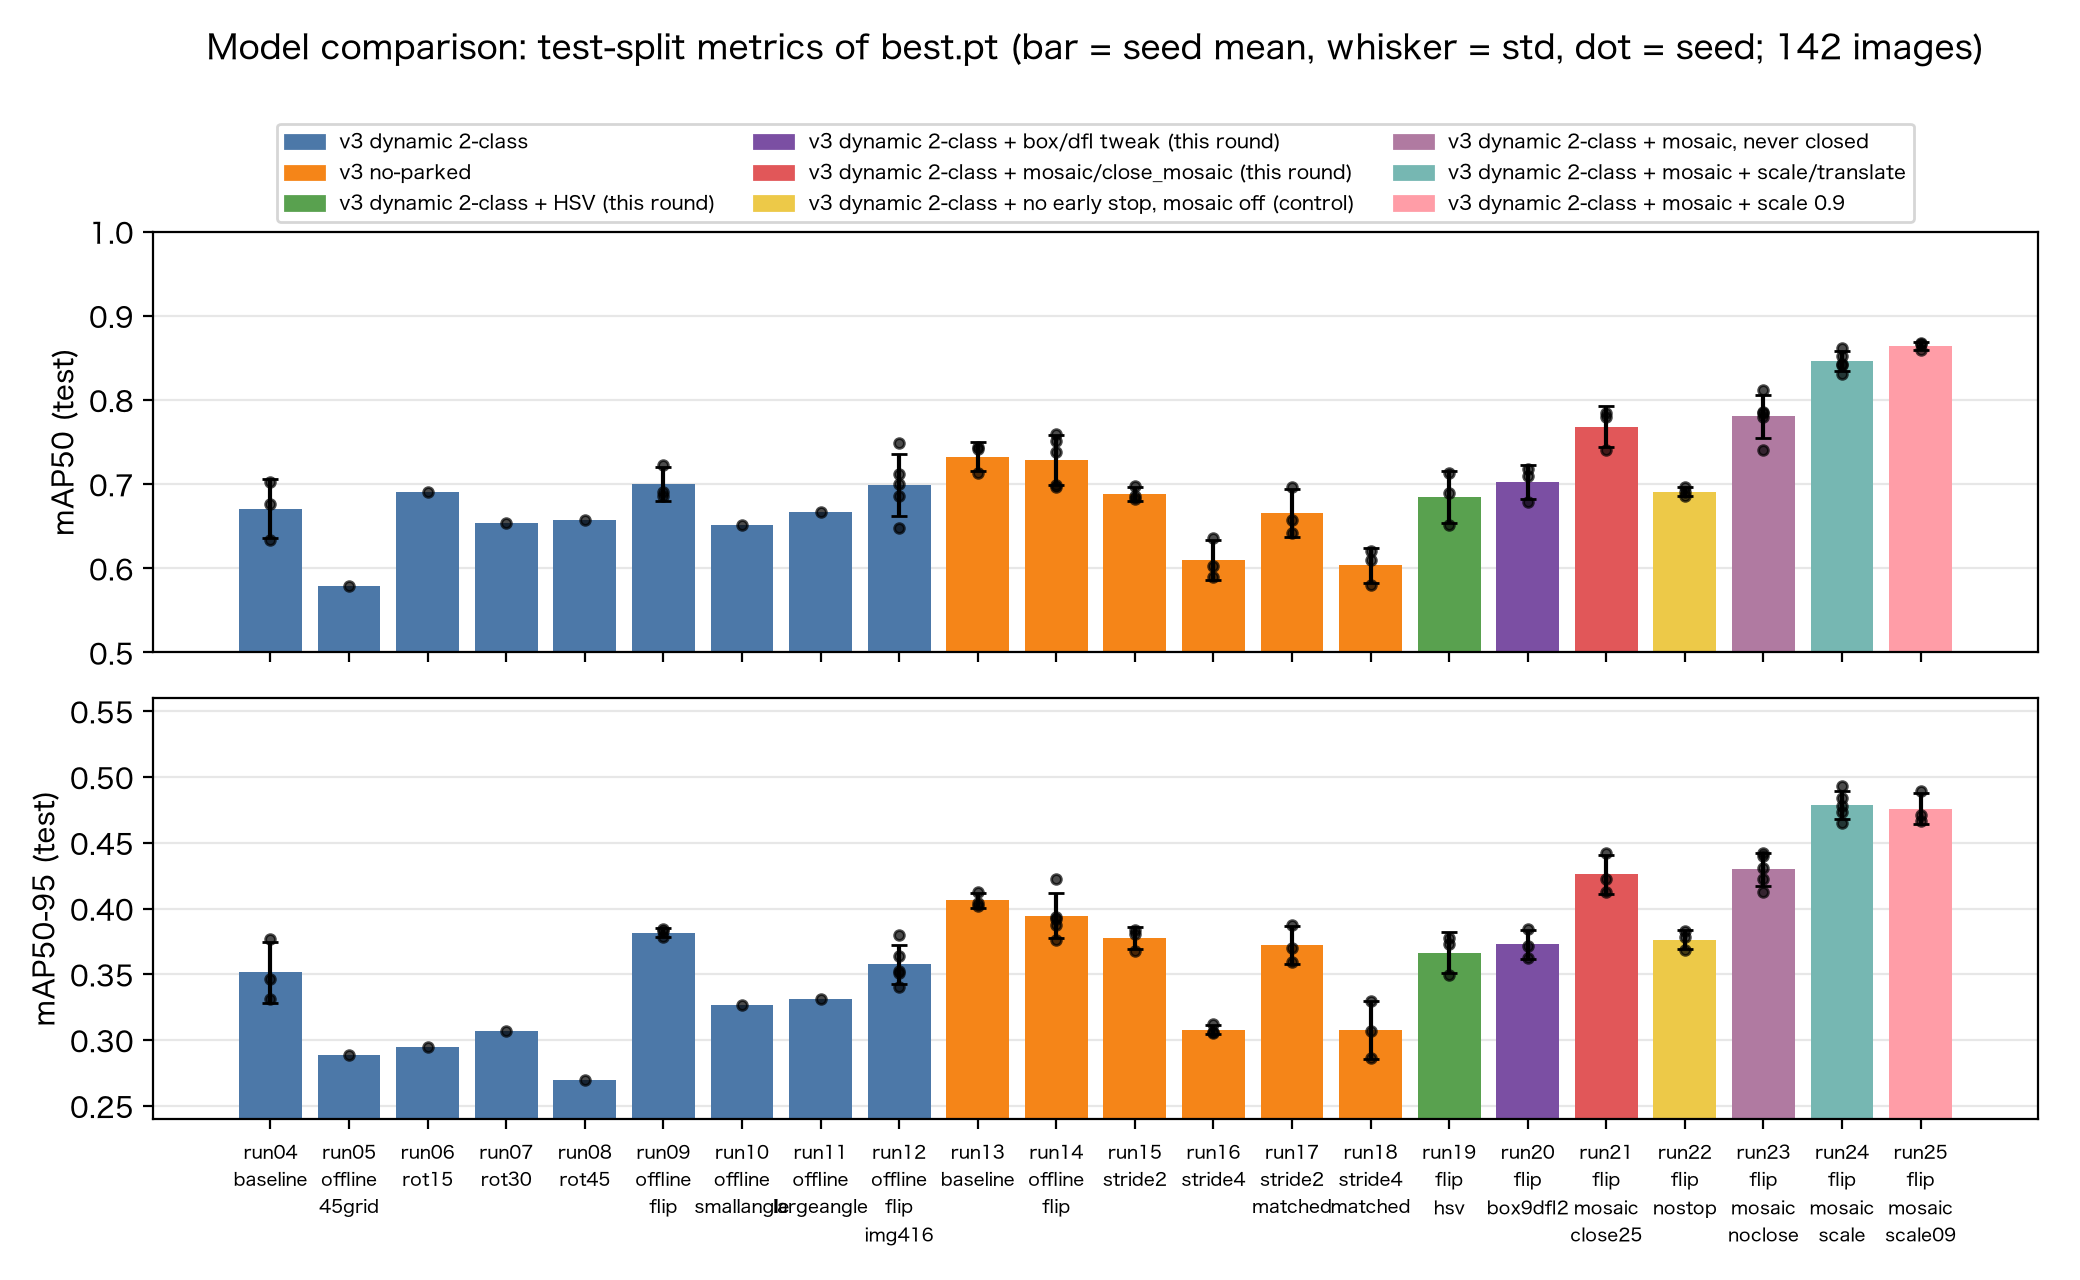 Model comparison: test-split metrics of best.pt (bar = seed mean, whisker = std, dot = seed; 142 images)
v3 dynamic 2-class
v3 no-parked
v3 dynamic 2-class + HSV (this round)
v3 dynamic 2-class + box/dfl tweak (this round)
v3 dynamic 2-class + mosaic/close_mosaic (this round)
v3 dynamic 2-class + no early stop, mosaic off (control)
v3 dynamic 2-class + mosaic, never closed
v3 dynamic 2-class + mosaic + scale/translate
v3 dynamic 2-class + mosaic + scale 0.9
mAP50 (test)
1.0
0.9
0.8
0.7
0.6
0.5
mAP50-95 (test)
0.55
0.50
0.45
0.40
0.35
0.30
0.25
run04
baseline
run05
offline
45grid
run06
rot15
run07
rot30
run08
rot45
run09
offline
flip
run10
offline
smallangle
run11
offline
largeangle
run12
offline
flip
img416
run13
baseline
run14
offline
flip
run15
stride2
run16
stride4
run17
stride2
matched
run18
stride4
matched
run19
flip
hsv
run20
flip
box9dfl2
run21
flip
mosaic
close25
run22
flip
nostop
run23
flip
mosaic
noclose
run24
flip
mosaic
scale
run25
flip
mosaic
scale09